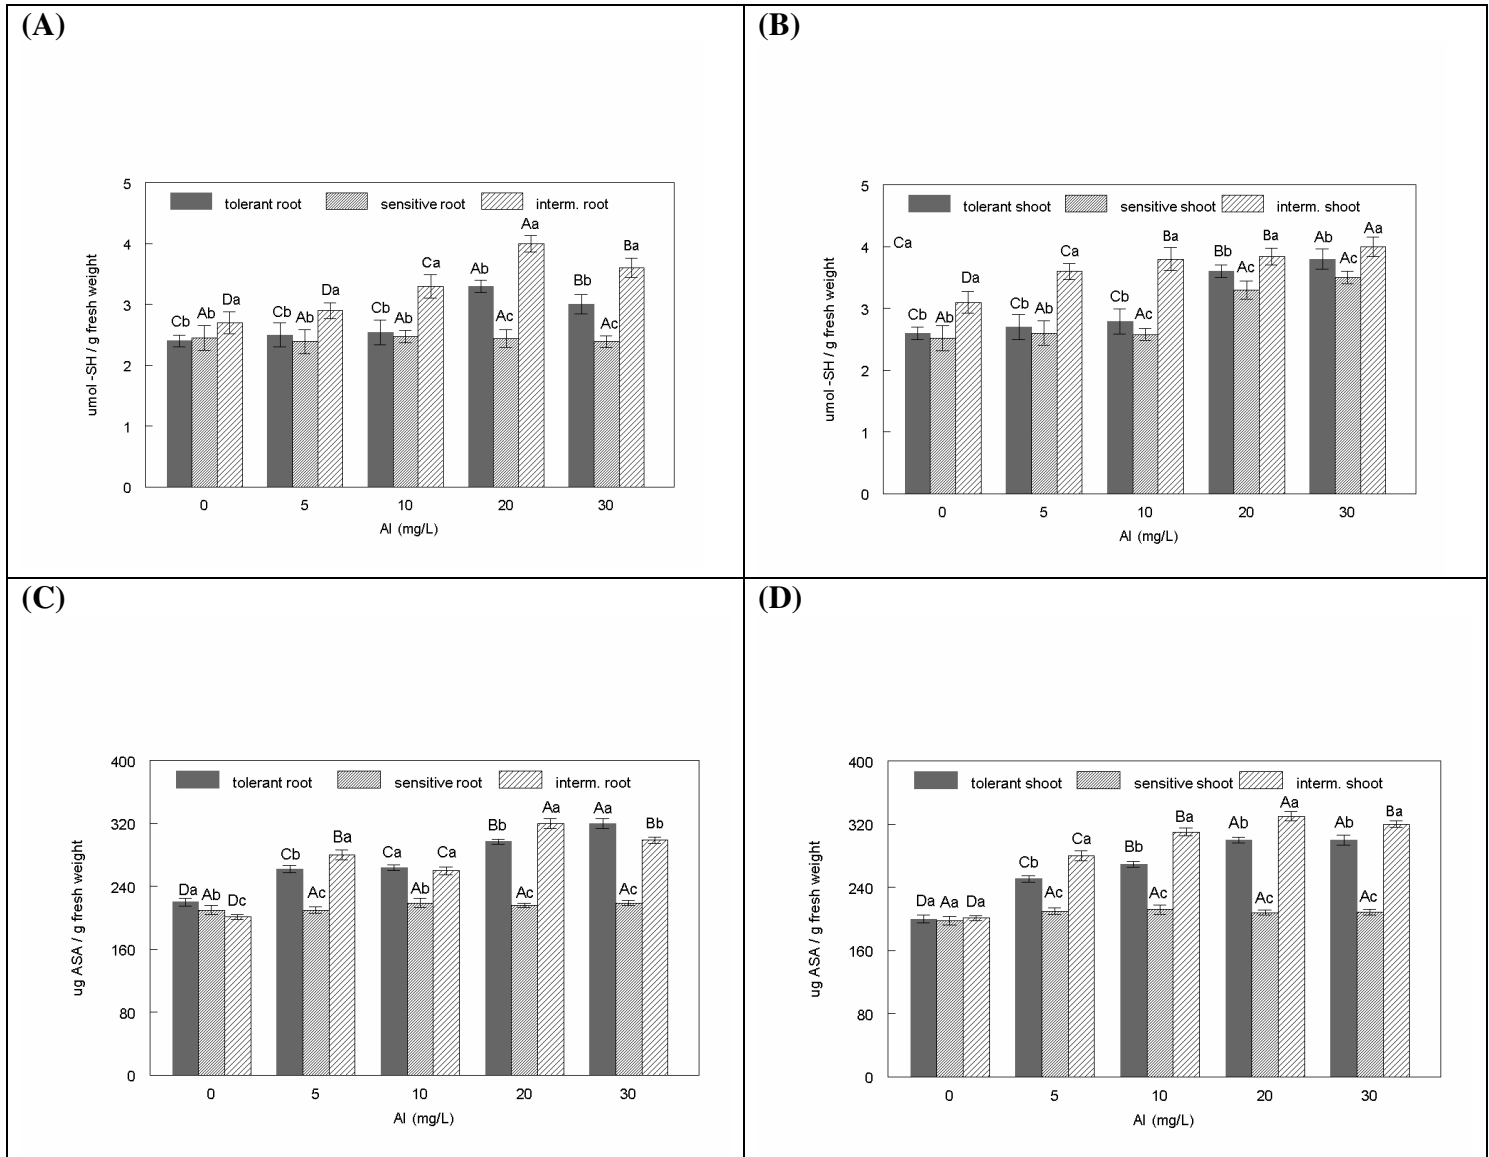 (A)
tolerant root sensitive root interm. root
umol -SH / g fresh weight
5
4
3
2
1
0
Cb Ab Da
Cb Ab Da
Cb Ab Ca
Ab Ac Aa
Bb Ac Ba
0 5 10 20 30
Al (mg/L)
(B)
tolerant shoot sensitive shoot interm. shoot
umol -SH / g fresh weight
5
4
3
2
1
0
Ca
Cb Ab Da
Cb Ab Ca
Cb Ac Ba
Bb Ac Ba
Ab Ac Aa
0 5 10 20 30
Al (mg/L)
(C)
tolerant root sensitive root interm. root
ug ASA / g fresh weight
400
320
240
160
80
0
Da Ab Dc
Cb Ac Ba
Ca Ab Ca
Bb Ac Aa
Aa Ac Bb
0 5 10 20 30
Al (mg/L)
(D)
tolerant shoot sensitive shoot interm. shoot
ug ASA / g fresh weight
400
320
240
160
80
0
Da Aa Da
Cb Ac Ca
Bb Ac Ba
Ab Ac Aa
Ab Ac Ba
0 5 10 20 30
Al (mg/L)